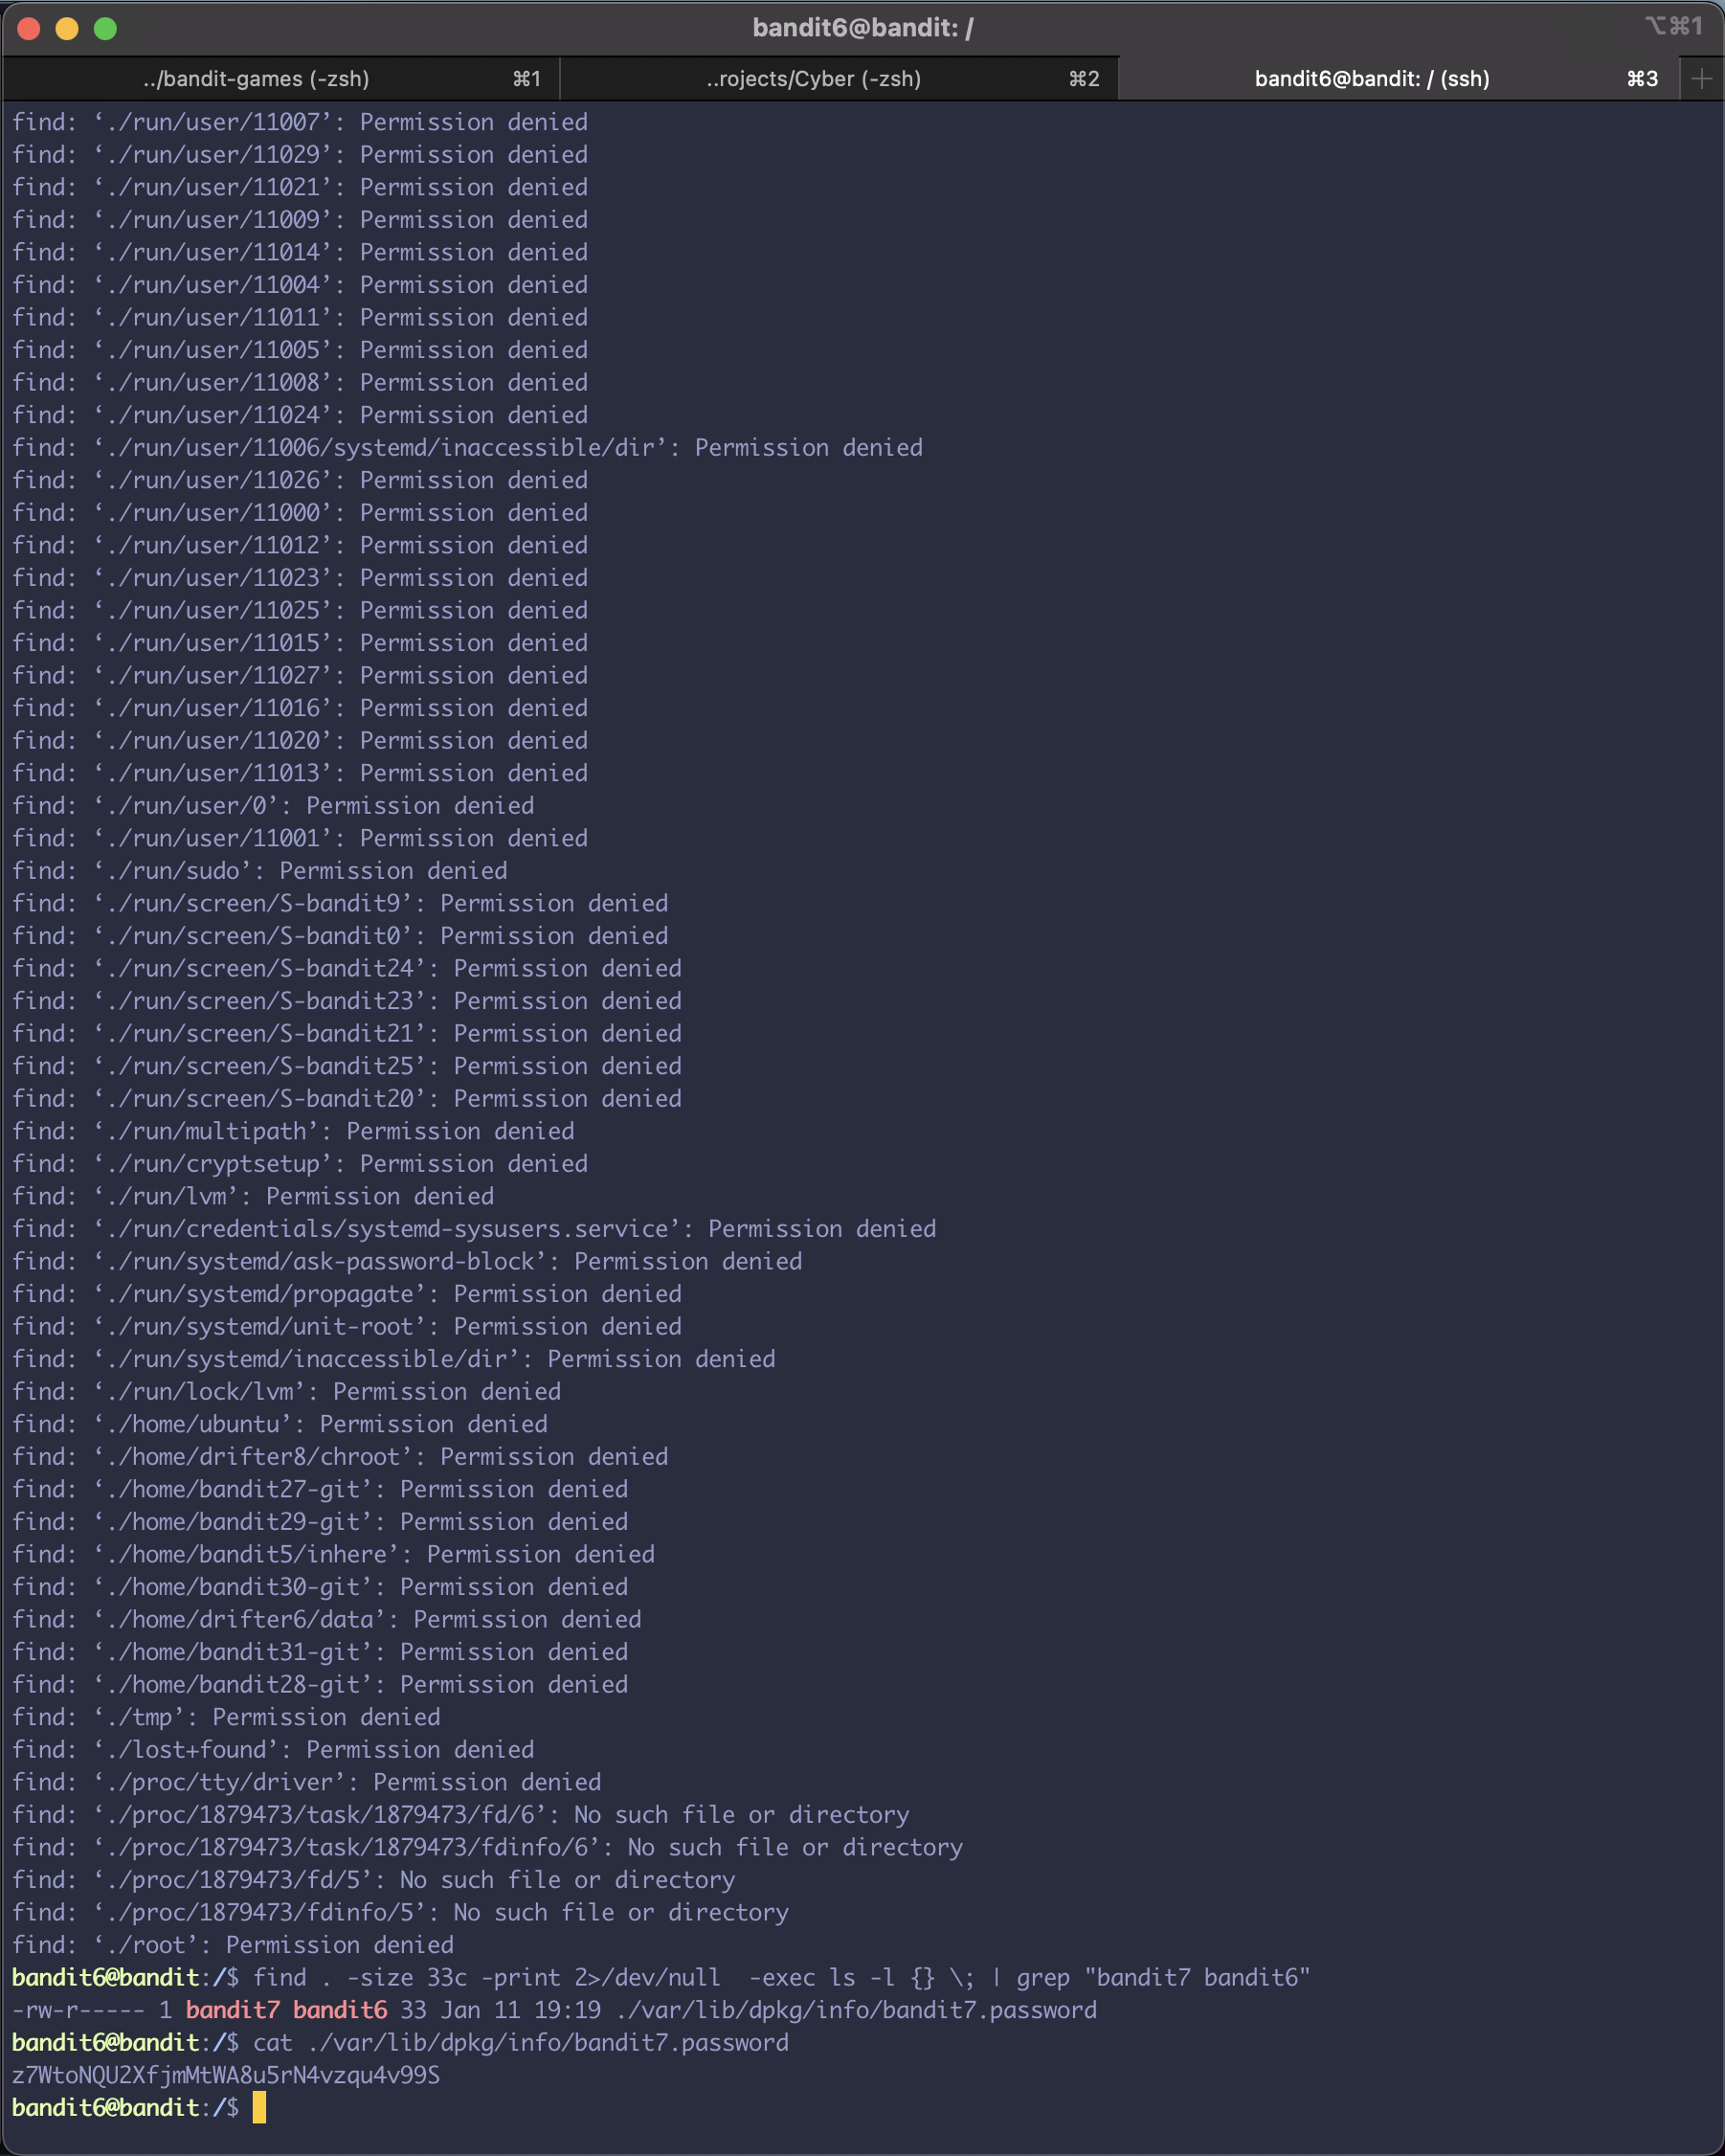 bandit6@bandit: /
⌥⌘1
../bandit-games (-zsh) ⌘1 ..rojects/Cyber (-zsh) ⌘2 bandit6@bandit: / (ssh) ⌘3 +
find: ‘./run/user/11007’: Permission denied
find: ‘./run/user/11029’: Permission denied
find: ‘./run/user/11021’: Permission denied
find: ‘./run/user/11009’: Permission denied
find: ‘./run/user/11014’: Permission denied
find: ‘./run/user/11004’: Permission denied
find: ‘./run/user/11011’: Permission denied
find: ‘./run/user/11005’: Permission denied
find: ‘./run/user/11008’: Permission denied
find: ‘./run/user/11024’: Permission denied
find: ‘./run/user/11006/systemd/inaccessible/dir’: Permission denied
find: ‘./run/user/11026’: Permission denied
find: ‘./run/user/11000’: Permission denied
find: ‘./run/user/11012’: Permission denied
find: ‘./run/user/11023’: Permission denied
find: ‘./run/user/11025’: Permission denied
find: ‘./run/user/11015’: Permission denied
find: ‘./run/user/11027’: Permission denied
find: ‘./run/user/11016’: Permission denied
find: ‘./run/user/11020’: Permission denied
find: ‘./run/user/11013’: Permission denied
find: ‘./run/user/0’: Permission denied
find: ‘./run/user/11001’: Permission denied
find: ‘./run/sudo’: Permission denied
find: ‘./run/screen/S-bandit9’: Permission denied
find: ‘./run/screen/S-bandit0’: Permission denied
find: ‘./run/screen/S-bandit24’: Permission denied
find: ‘./run/screen/S-bandit23’: Permission denied
find: ‘./run/screen/S-bandit21’: Permission denied
find: ‘./run/screen/S-bandit25’: Permission denied
find: ‘./run/screen/S-bandit20’: Permission denied
find: ‘./run/multipath’: Permission denied
find: ‘./run/cryptsetup’: Permission denied
find: ‘./run/lvm’: Permission denied
find: ‘./run/credentials/systemd-sysusers.service’: Permission denied
find: ‘./run/systemd/ask-password-block’: Permission denied
find: ‘./run/systemd/propagate’: Permission denied
find: ‘./run/systemd/unit-root’: Permission denied
find: ‘./run/systemd/inaccessible/dir’: Permission denied
find: ‘./run/lock/lvm’: Permission denied
find: ‘./home/ubuntu’: Permission denied
find: ‘./home/drifter8/chroot’: Permission denied
find: ‘./home/bandit27-git’: Permission denied
find: ‘./home/bandit29-git’: Permission denied
find: ‘./home/bandit5/inhere’: Permission denied
find: ‘./home/bandit30-git’: Permission denied
find: ‘./home/drifter6/data’: Permission denied
find: ‘./home/bandit31-git’: Permission denied
find: ‘./home/bandit28-git’: Permission denied
find: ‘./tmp’: Permission denied
find: ‘./lost+found’: Permission denied
find: ‘./proc/tty/driver’: Permission denied
find: ‘./proc/1879473/task/1879473/fd/6’: No such file or directory
find: ‘./proc/1879473/task/1879473/fdinfo/6’: No such file or directory
find: ‘./proc/1879473/fd/5’: No such file or directory
find: ‘./proc/1879473/fdinfo/5’: No such file or directory
find: ‘./root’: Permission denied
bandit6@bandit:/$ find . -size 33c -print 2>/dev/null  -exec ls -l {} \; | grep "bandit7 bandit6"
-rw-r----- 1 bandit7 bandit6 33 Jan 11 19:19 ./var/lib/dpkg/info/bandit7.password
bandit6@bandit:/$ cat ./var/lib/dpkg/info/bandit7.password
z7WtoNQU2XfjmMtWA8u5rN4vzqu4v99S
bandit6@bandit:/$